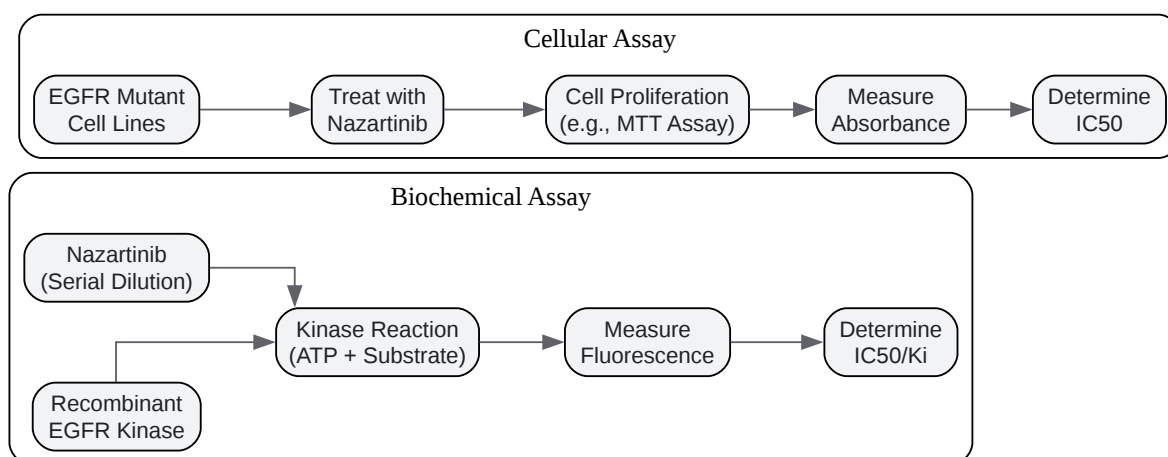 Cellular Assay
EGFR Mutant
Cell Lines
Treat with
Nazartinib
Cell Proliferation
(e.g., MTT Assay)
Measure
Absorbance
Determine
IC50
Biochemical Assay
Nazartinib
(Serial Dilution)
Kinase Reaction
(ATP + Substrate)
Measure
Fluorescence
Determine
IC50/Ki
Recombinant
EGFR Kinase